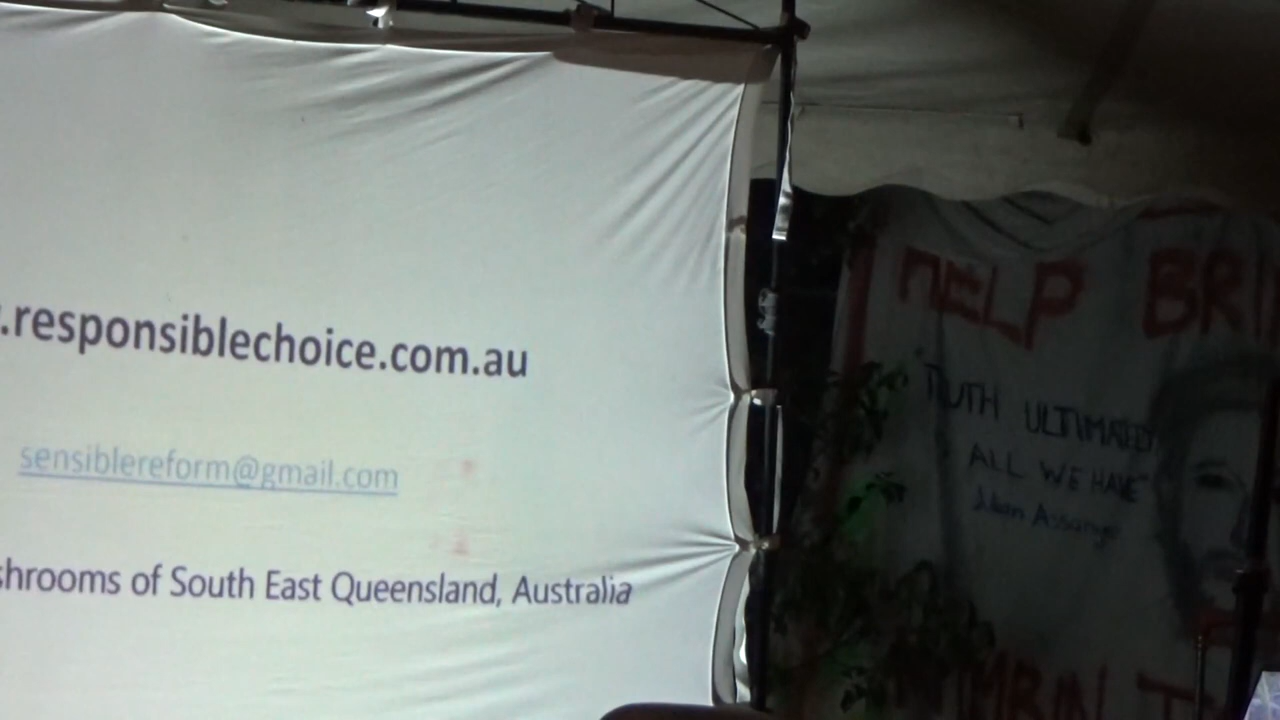 .responsiblechoice.com.au
sensiblereform@gmail.com
shrooms of South East Queensland, Australia
HELP BRI
"TRUTH ULTIMATELY
ALL WE HAVE"
Julian Assange